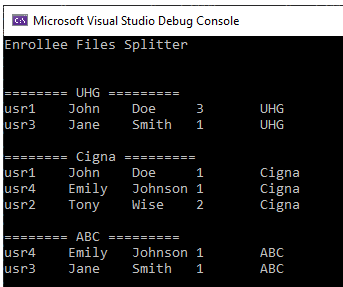 Microsoft Visual Studio Debug Console
Enrollee Files Splitter
======== UHG =========
usr1    John    Doe     3       UHG
usr3    Jane    Smith   1       UHG
======== Cigna =========
usr1    John    Doe     1       Cigna
usr4    Emily   Johnson 1       Cigna
usr2    Tony    Wise    2       Cigna
======== ABC =========
usr4    Emily   Johnson 1       ABC
usr3    Jane    Smith   1       ABC